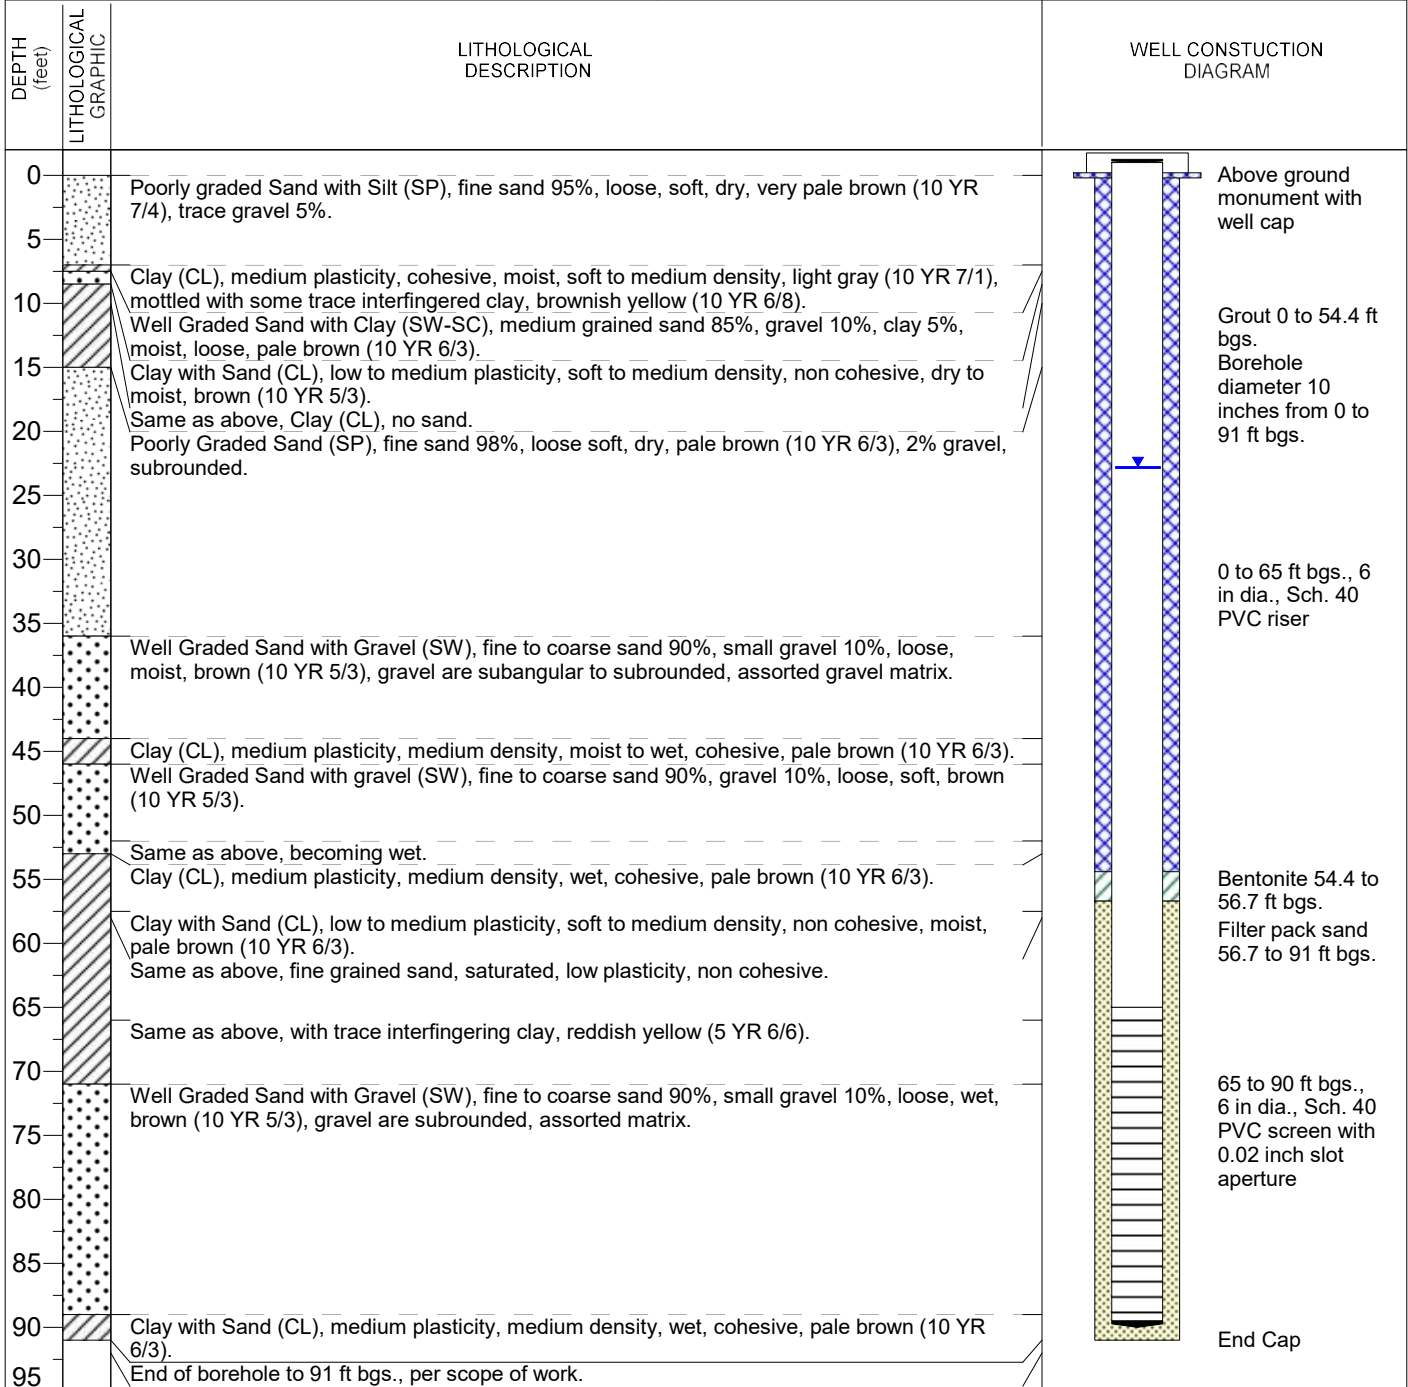 DEPTH
(feet)
LITHOLOGICAL
GRAPHIC
LITHOLOGICAL
DESCRIPTION
WELL CONSTUCTION
DIAGRAM
0
5
10
15
20
25
30
35
40
45
50
55
60
65
70
75
80
85
90
95
Poorly graded Sand with Silt (SP), fine sand 95%, loose, soft, dry, very pale brown (10 YR
7/4), trace gravel 5%.
Clay (CL), medium plasticity, cohesive, moist, soft to medium density, light gray (10 YR 7/1),
mottled with some trace interfingered clay, brownish yellow (10 YR 6/8).
Well Graded Sand with Clay (SW-SC), medium grained sand 85%, gravel 10%, clay 5%,
moist, loose, pale brown (10 YR 6/3).
Clay with Sand (CL), low to medium plasticity, soft to medium density, non cohesive, dry to
moist, brown (10 YR 5/3).
Same as above, Clay (CL), no sand.
Poorly Graded Sand (SP), fine sand 98%, loose soft, dry, pale brown (10 YR 6/3), 2% gravel,
subrounded.
Well Graded Sand with Gravel (SW), fine to coarse sand 90%, small gravel 10%, loose,
moist, brown (10 YR 5/3), gravel are subangular to subrounded, assorted gravel matrix.
Clay (CL), medium plasticity, medium density, moist to wet, cohesive, pale brown (10 YR 6/3).
Well Graded Sand with gravel (SW), fine to coarse sand 90%, gravel 10%, loose, soft, brown
(10 YR 5/3).
Same as above, becoming wet.
Clay (CL), medium plasticity, medium density, wet, cohesive, pale brown (10 YR 6/3).
Clay with Sand (CL), low to medium plasticity, soft to medium density, non cohesive, moist,
pale brown (10 YR 6/3).
Same as above, fine grained sand, saturated, low plasticity, non cohesive.
Same as above, with trace interfingering clay, reddish yellow (5 YR 6/6).
Well Graded Sand with Gravel (SW), fine to coarse sand 90%, small gravel 10%, loose, wet,
brown (10 YR 5/3), gravel are subrounded, assorted matrix.
Clay with Sand (CL), medium plasticity, medium density, wet, cohesive, pale brown (10 YR
6/3).
End of borehole to 91 ft bgs., per scope of work.
Above ground
monument with
well cap
Grout 0 to 54.4 ft
bgs.
Borehole
diameter 10
inches from 0 to
91 ft bgs.
0 to 65 ft bgs., 6
in dia., Sch. 40
PVC riser
Bentonite 54.4 to
56.7 ft bgs.
Filter pack sand
56.7 to 91 ft bgs.
65 to 90 ft bgs.,
6 in dia., Sch. 40
PVC screen with
0.02 inch slot
aperture
End Cap